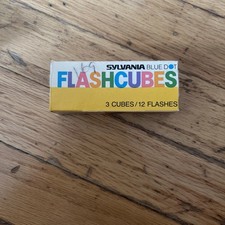 SYLVANIA BLUE DOT
FLASHCUBES
3 CUBES/12 FLASHES